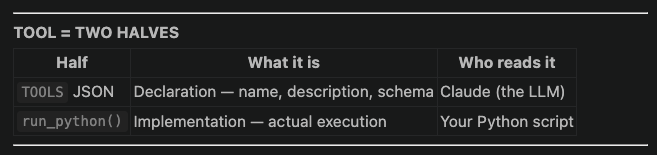 TOOL = TWO HALVES
Half What it is Who reads it
TOOLS JSON Declaration — name, description, schema Claude (the LLM)
run_python() Implementation — actual execution Your Python script